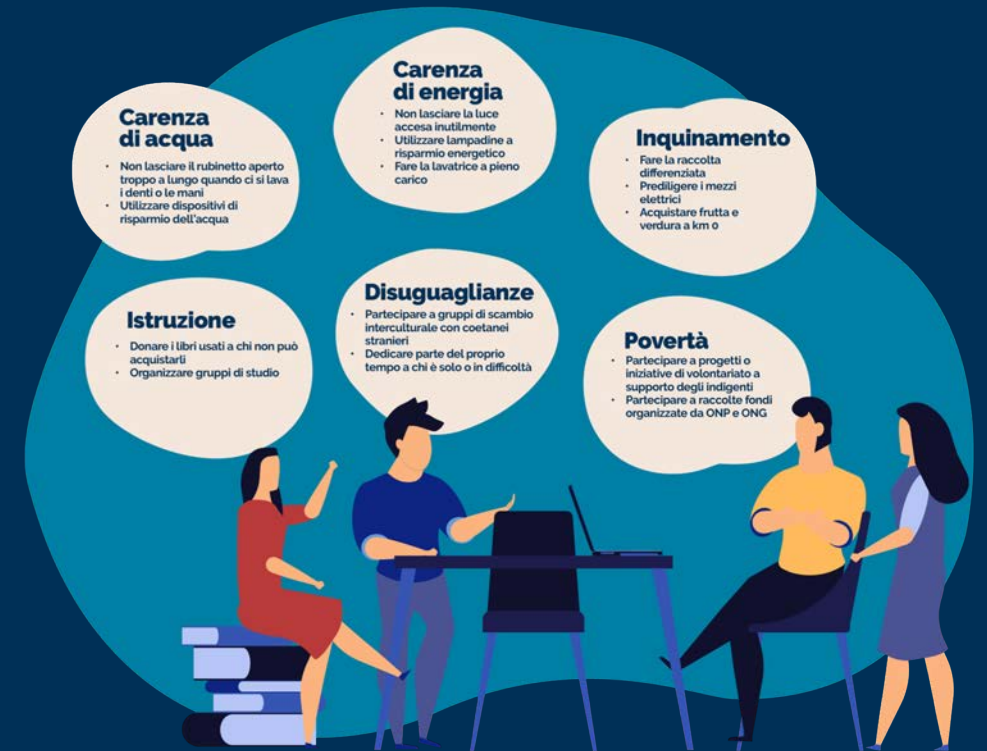 Carenza
di acqua
• Non lasciare il rubinetto aperto
troppo a lungo quando ci si lava
i denti o le mani
• Utilizzare dispositivi di
risparmio dell'acqua
Carenza
di energia
• Non lasciare la luce
accesa inutilmente
• Utilizzare lampadine a
risparmio energetico
• Fare la lavatrice a pieno
carico
Inquinamento
• Fare la raccolta
differenziata
• Prediligere i mezzi
elettrici
• Acquistare frutta e
verdura a km 0
Istruzione
• Donare i libri usati a chi non può
acquistarli
• Organizzare gruppi di studio
Disuguaglianze
• Partecipare a gruppi di scambio
interculturale con coetanei
stranieri
• Dedicare parte del proprio
tempo a chi è solo o in difficoltà
Povertà
• Partecipare a progetti o
iniziative di volontariato a
supporto degli indigenti
• Partecipare a raccolte fondi
organizzate da ONP e ONG